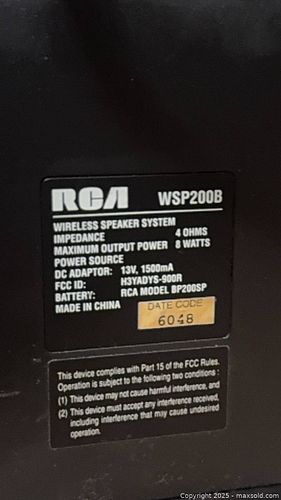 RCA WSP200B
WIRELESS SPEAKER SYSTEM
IMPEDANCE 4 OHMS
MAXIMUM OUTPUT POWER 8 WATTS
POWER SOURCE
DC ADAPTOR: 13V, 1500mA
FCC ID: H3YADYS-900R
BATTERY: RCA MODEL BP200SP
MADE IN CHINA
DATE CODE
6048
This device complies with Part 15 of the FCC Rules.
Operation is subject to the following two conditions :
(1) This device may not cause harmful interference, and
(2) This device must accept any interference received,
including interference that may cause undesired
operation.
Copyright © 2025 - maxsold.com